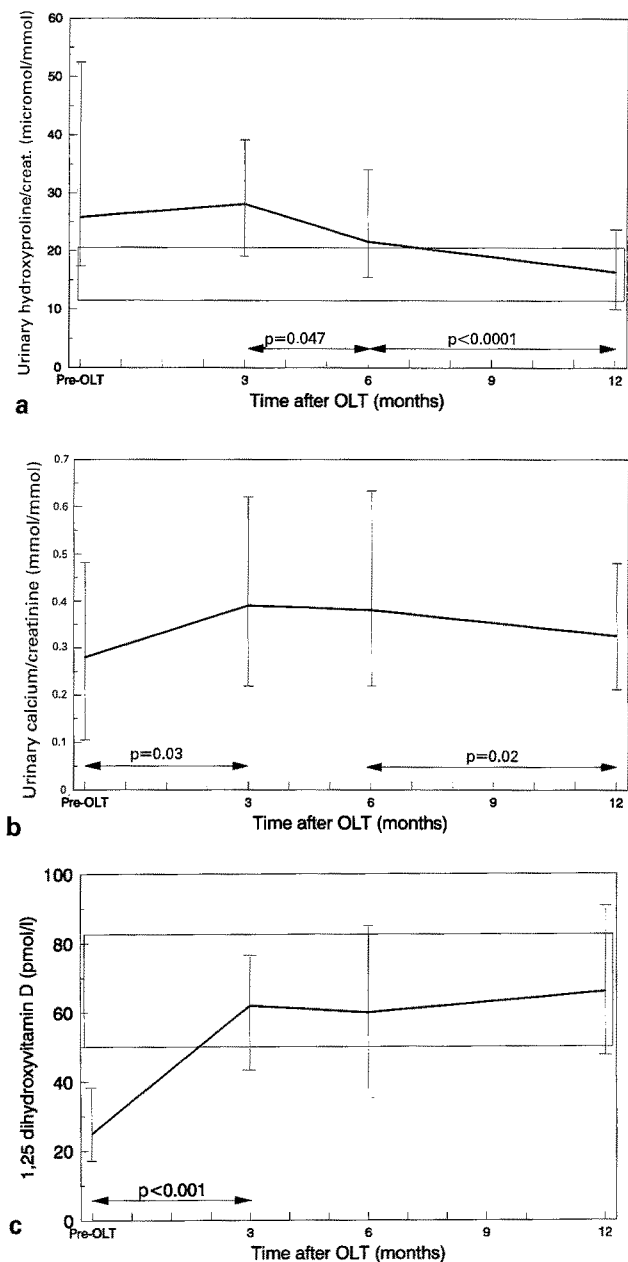 60
50
40
30
20
10
0
Urinary hydroxyproline/creat. (micromol/mmol)
p=0.047
p<0.0001
Pre-OLT
3
6
9
12
Time after OLT (months)
a
0.7
0.6
0.5
0.4
0.3
0.2
0.1
0
Urinary calcium/creatinine (mmol/mmol)
p=0.03
p=0.02
Pre-OLT
3
6
9
12
Time after OLT (months)
b
100
80
60
40
20
0
1,25 dihydroxyvitamin D (pmol/l)
p<0.001
Pre-OLT
3
6
9
12
Time after OLT (months)
c